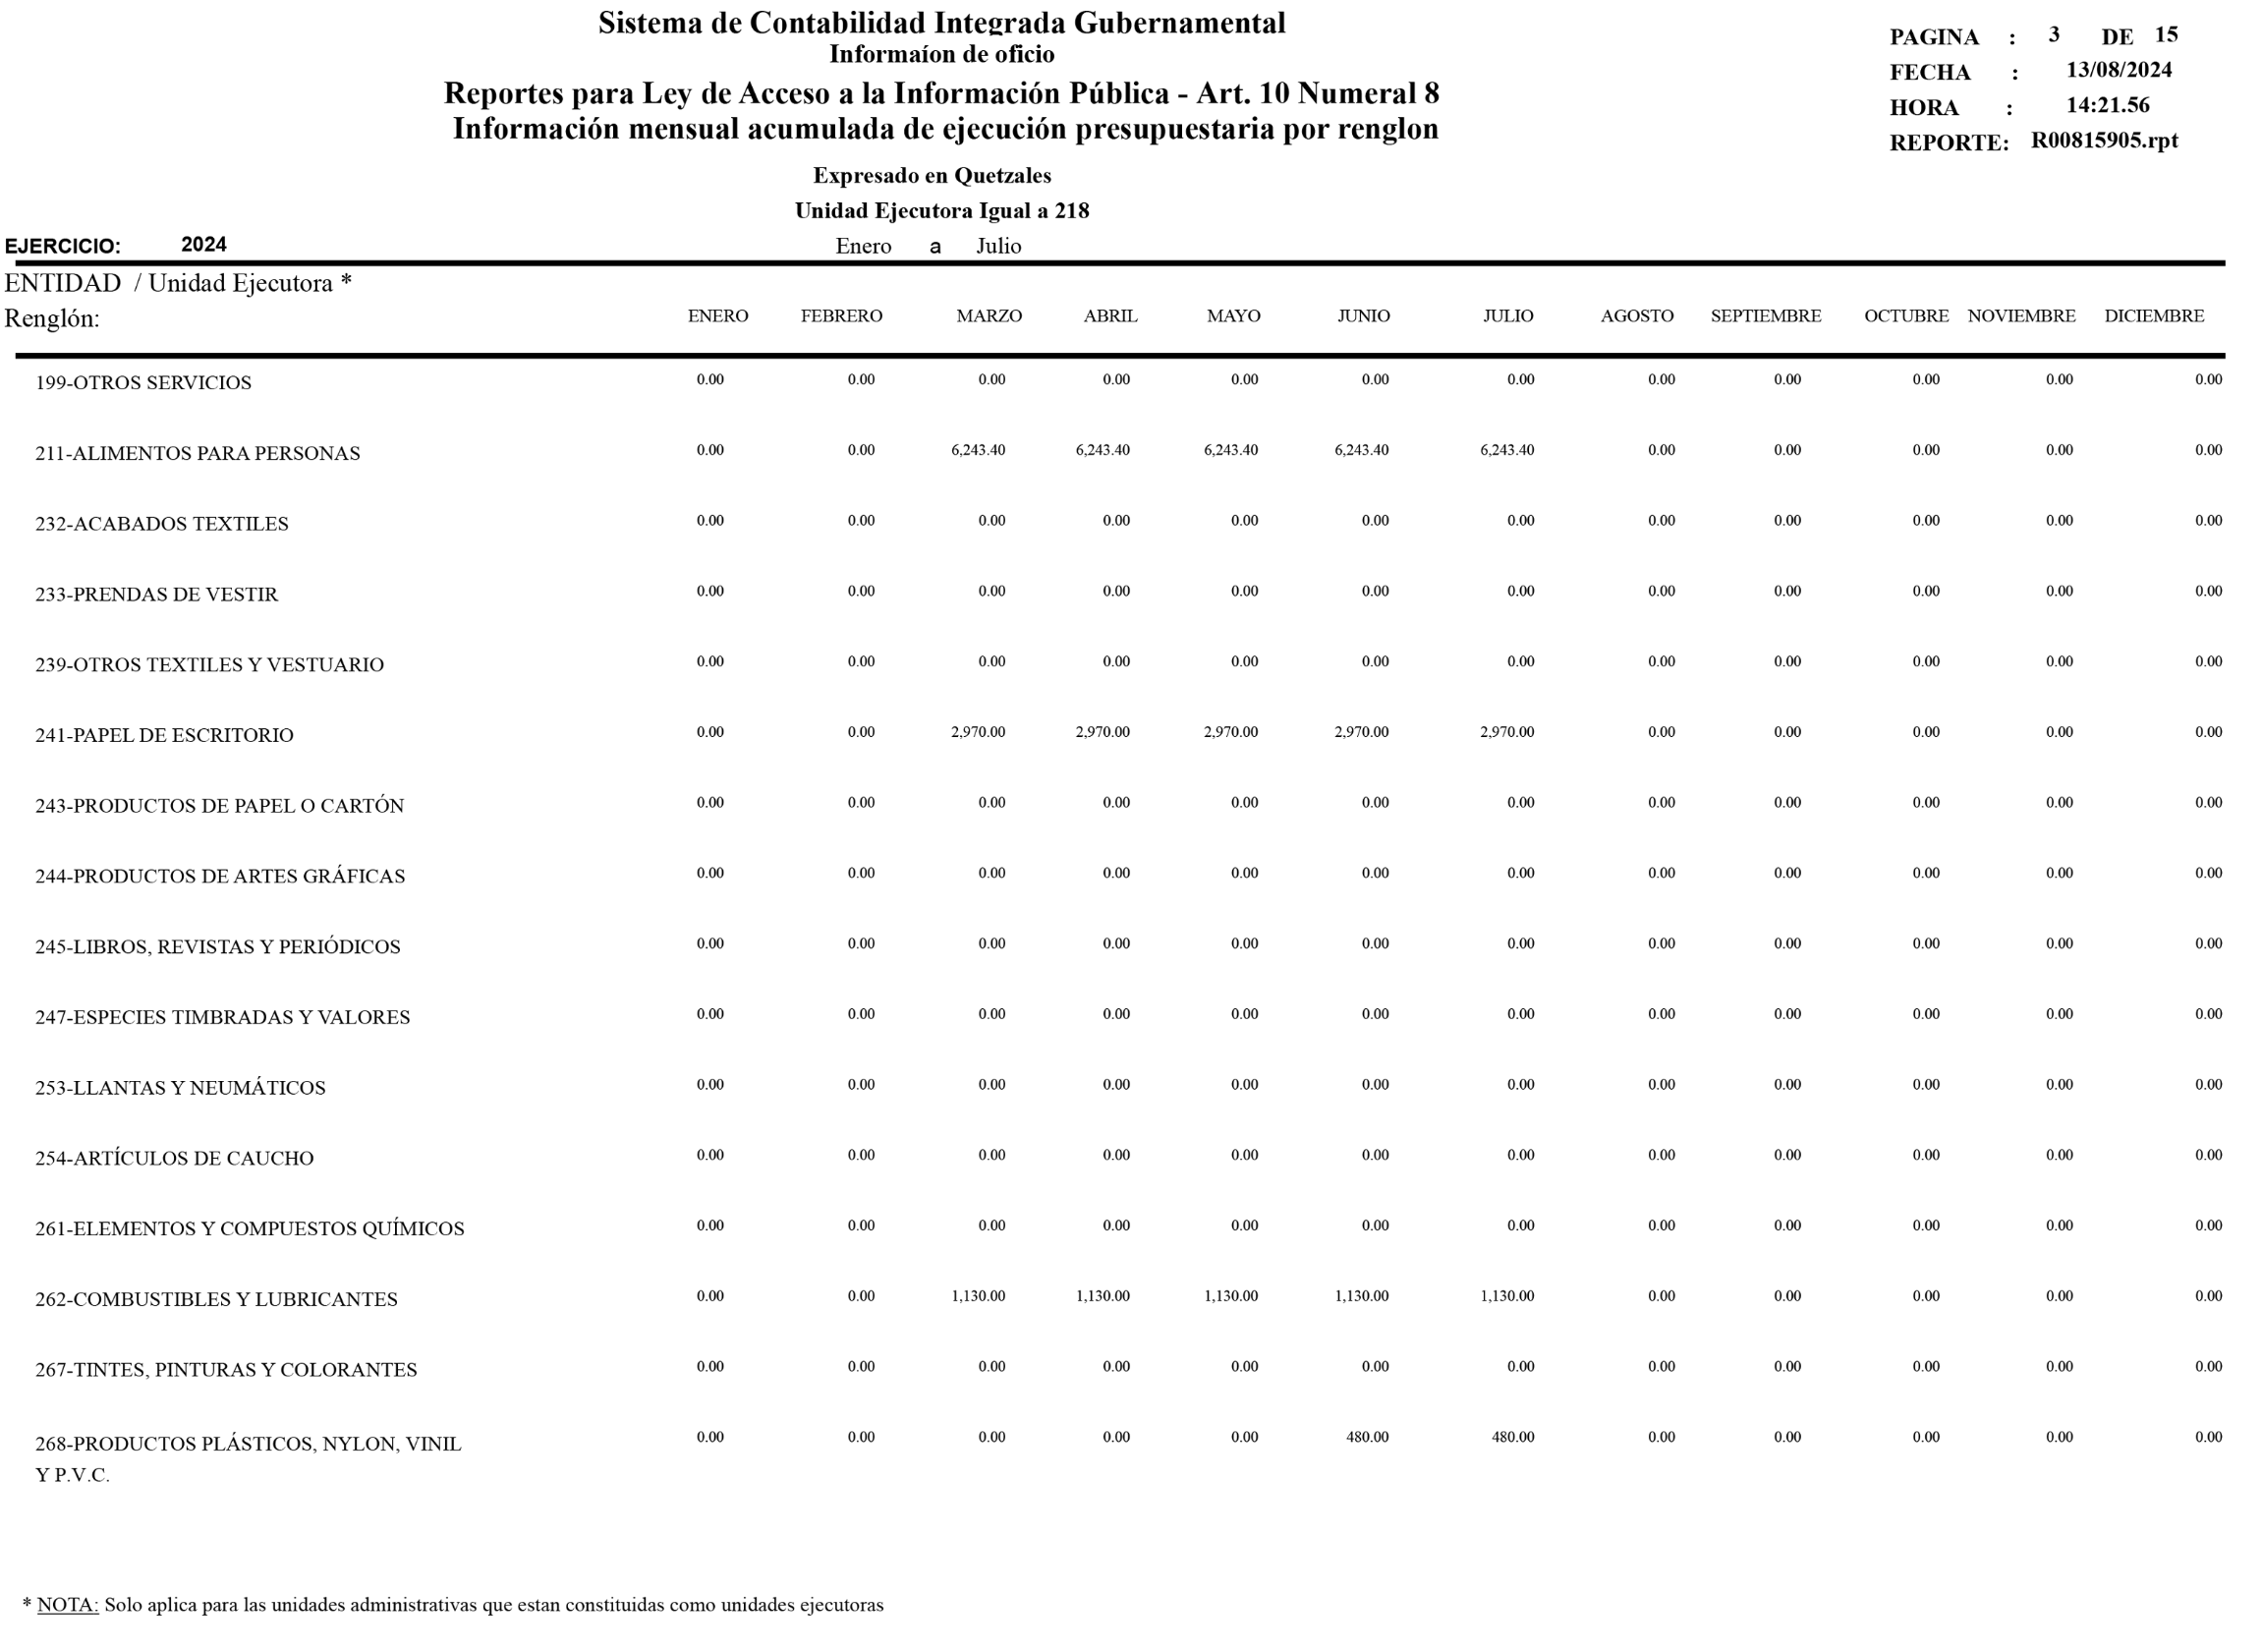 Sistema de Contabilidad Integrada Gubernamental
Informaíon de oficio
Reportes para Ley de Acceso a la Información Pública - Art. 10 Numeral 8
Información mensual acumulada de ejecución presupuestaria por renglon
Expresado en Quetzales
Unidad Ejecutora Igual a 218
PAGINA : 3 DE 15
FECHA : 13/08/2024
HORA : 14:21.56
REPORTE: R00815905.rpt
EJERCICIO: 2024 Enero a Julio
ENTIDAD / Unidad Ejecutora *
Renglón: ENERO FEBRERO MARZO ABRIL MAYO JUNIO JULIO AGOSTO SEPTIEMBRE OCTUBRE NOVIEMBRE DICIEMBRE
199-OTROS SERVICIOS 0.00 0.00 0.00 0.00 0.00 0.00 0.00 0.00 0.00 0.00 0.00 0.00
211-ALIMENTOS PARA PERSONAS 0.00 0.00 6,243.40 6,243.40 6,243.40 6,243.40 6,243.40 0.00 0.00 0.00 0.00 0.00
232-ACABADOS TEXTILES 0.00 0.00 0.00 0.00 0.00 0.00 0.00 0.00 0.00 0.00 0.00 0.00
233-PRENDAS DE VESTIR 0.00 0.00 0.00 0.00 0.00 0.00 0.00 0.00 0.00 0.00 0.00 0.00
239-OTROS TEXTILES Y VESTUARIO 0.00 0.00 0.00 0.00 0.00 0.00 0.00 0.00 0.00 0.00 0.00 0.00
241-PAPEL DE ESCRITORIO 0.00 0.00 2,970.00 2,970.00 2,970.00 2,970.00 2,970.00 0.00 0.00 0.00 0.00 0.00
243-PRODUCTOS DE PAPEL O CARTÓN 0.00 0.00 0.00 0.00 0.00 0.00 0.00 0.00 0.00 0.00 0.00 0.00
244-PRODUCTOS DE ARTES GRÁFICAS 0.00 0.00 0.00 0.00 0.00 0.00 0.00 0.00 0.00 0.00 0.00 0.00
245-LIBROS, REVISTAS Y PERIÓDICOS 0.00 0.00 0.00 0.00 0.00 0.00 0.00 0.00 0.00 0.00 0.00 0.00
247-ESPECIES TIMBRADAS Y VALORES 0.00 0.00 0.00 0.00 0.00 0.00 0.00 0.00 0.00 0.00 0.00 0.00
253-LLANTAS Y NEUMÁTICOS 0.00 0.00 0.00 0.00 0.00 0.00 0.00 0.00 0.00 0.00 0.00 0.00
254-ARTÍCULOS DE CAUCHO 0.00 0.00 0.00 0.00 0.00 0.00 0.00 0.00 0.00 0.00 0.00 0.00
261-ELEMENTOS Y COMPUESTOS QUÍMICOS 0.00 0.00 0.00 0.00 0.00 0.00 0.00 0.00 0.00 0.00 0.00 0.00
262-COMBUSTIBLES Y LUBRICANTES 0.00 0.00 1,130.00 1,130.00 1,130.00 1,130.00 1,130.00 0.00 0.00 0.00 0.00 0.00
267-TINTES, PINTURAS Y COLORANTES 0.00 0.00 0.00 0.00 0.00 0.00 0.00 0.00 0.00 0.00 0.00 0.00
268-PRODUCTOS PLÁSTICOS, NYLON, VINIL 0.00 0.00 0.00 0.00 0.00 480.00 480.00 0.00 0.00 0.00 0.00 0.00
Y P.V.C.
* NOTA: Solo aplica para las unidades administrativas que estan constituidas como unidades ejecutoras